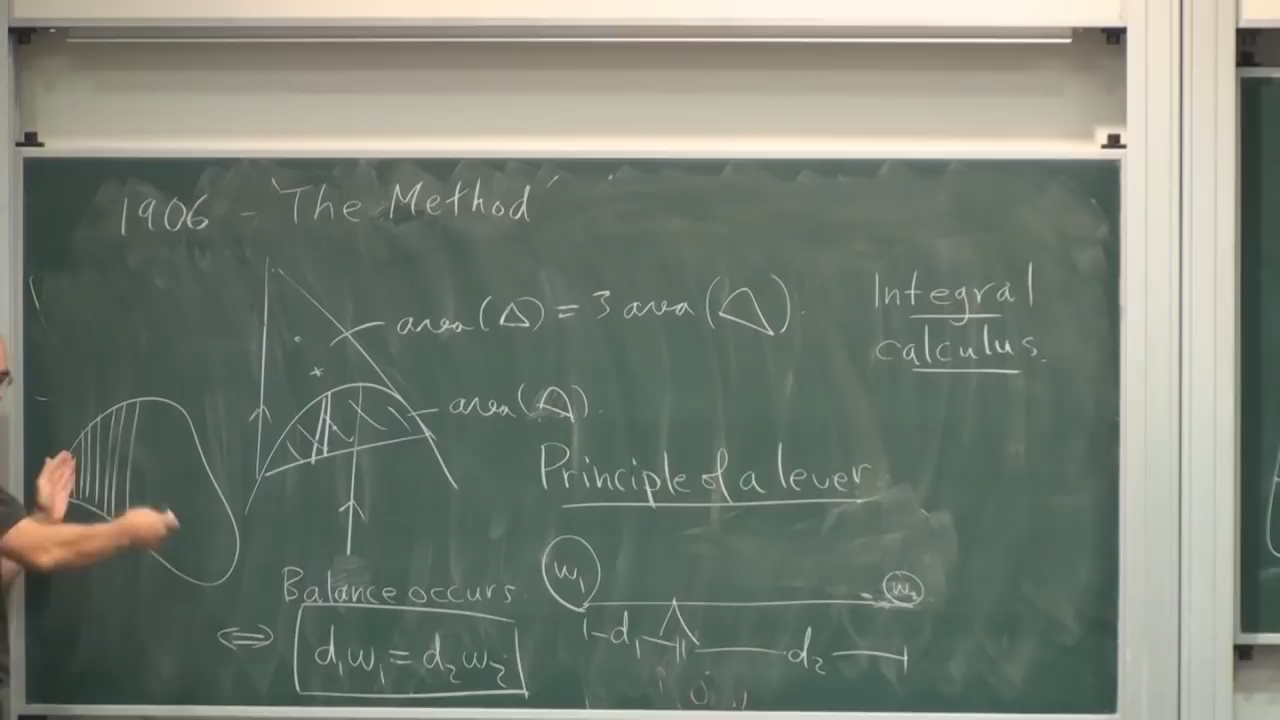 1906 - 'The Method'
area(△) = 3 area(△).
area(⌓).
Integral
calculus.
Principle of a lever
w₁
w₂
Balance occurs
⇔ d₁w₁ = d₂w₂
d₁
d₂